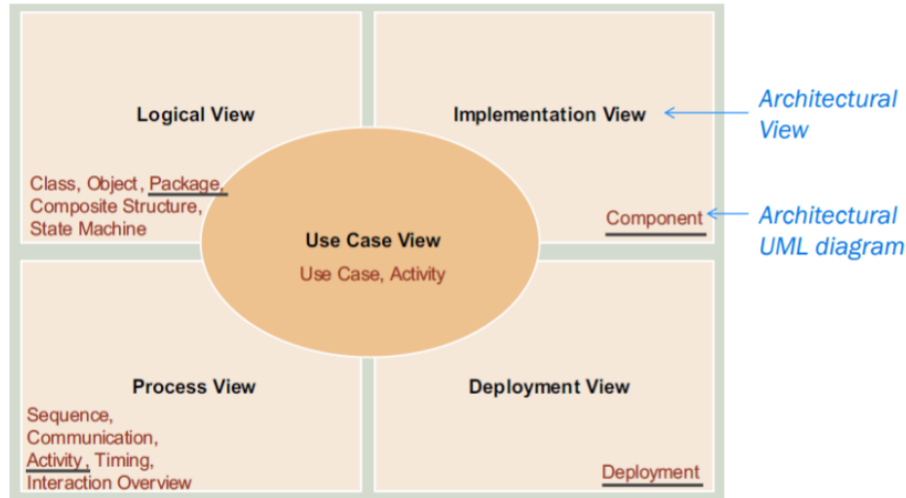 Logical View
Class, Object, Package,
Composite Structure,
State Machine
Implementation View
Component
Architectural
View
Architectural
UML diagram
Use Case View
Use Case, Activity
Process View
Sequence,
Communication,
Activity, Timing,
Interaction Overview
Deployment View
Deployment